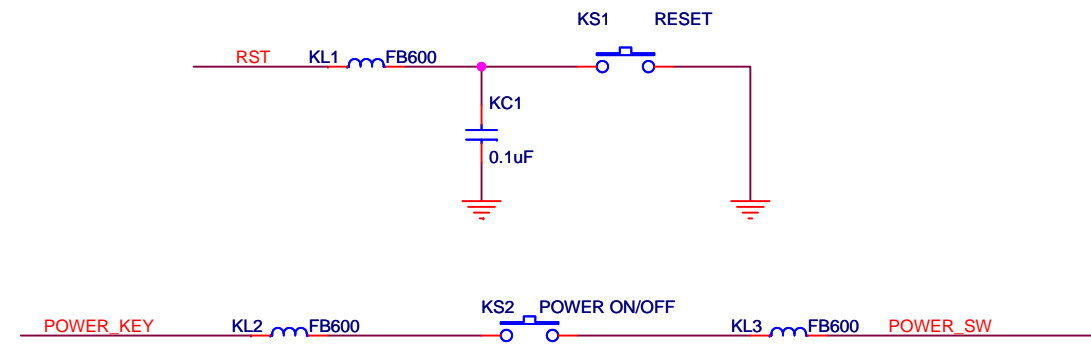 KS1 RESET
RST KL1 FB600
KC1
0.1uF
KS2 POWER ON/OFF
POWER_KEY KL2 FB600 KL3 FB600 POWER_SW